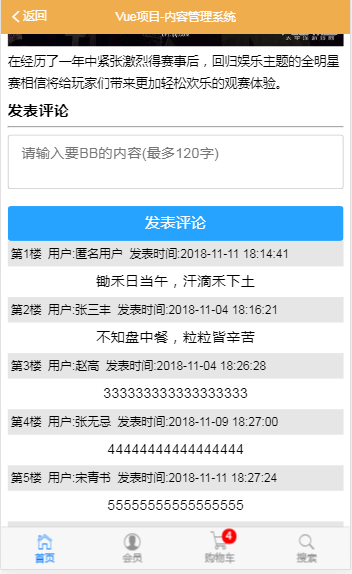 返回
Vue项目-内容管理系统
在经历了一年中紧张激烈得赛事后，回归娱乐主题的全明星
赛相信将给玩家们带来更加轻松欢乐的观赛体验。
发表评论
请输入要BB的内容(最多120字)
发表评论
第1楼 用户:匿名用户 发表时间:2018-11-11 18:14:41
锄禾日当午，汗滴禾下土
第2楼 用户:张三丰 发表时间:2018-11-04 18:16:21
不知盘中餐，粒粒皆辛苦
第3楼 用户:赵高 发表时间:2018-11-04 18:26:28
333333333333333333
第4楼 用户:张无忌 发表时间:2018-11-09 18:27:00
44444444444444444
第5楼 用户:宋青书 发表时间:2018-11-11 18:27:24
55555555555555555
4
首页
会员
购物车
搜索